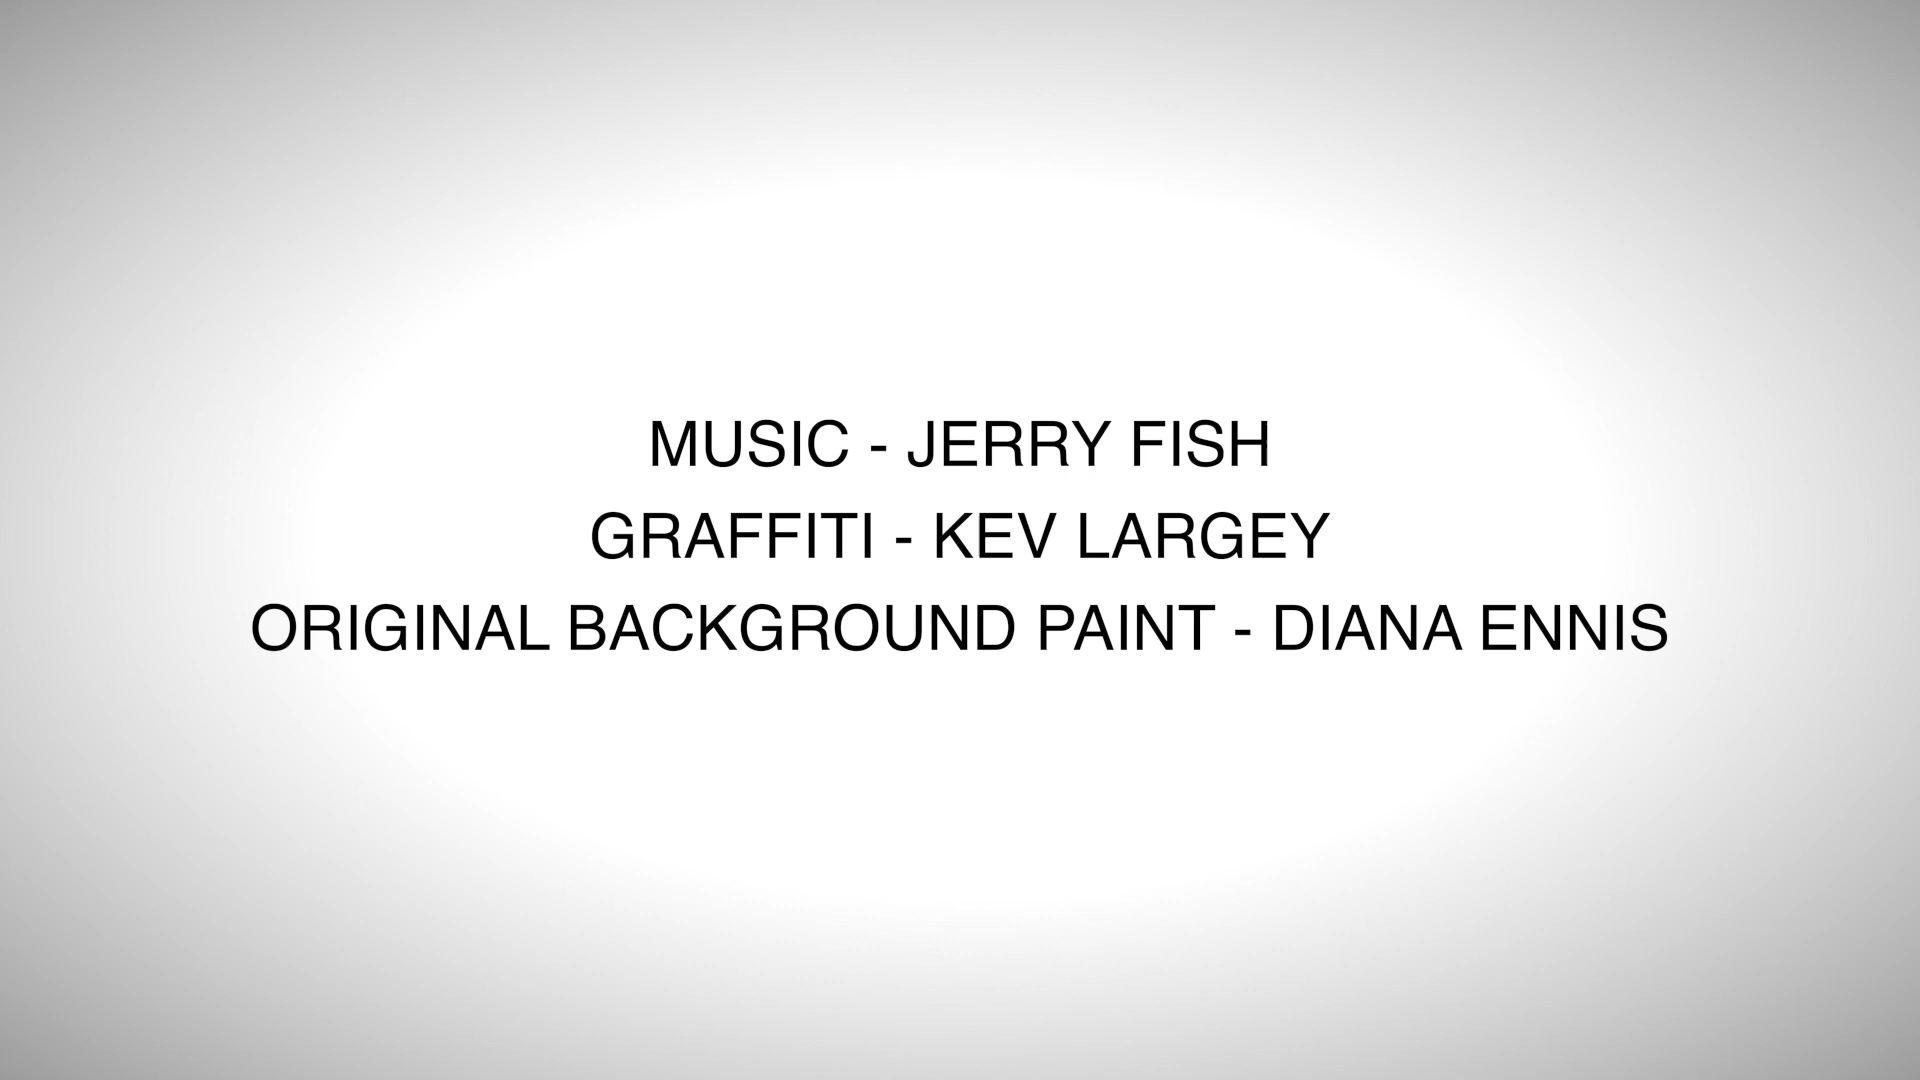 MUSIC - JERRY FISH
GRAFFITI - KEV LARGEY
ORIGINAL BACKGROUND PAINT - DIANA ENNIS